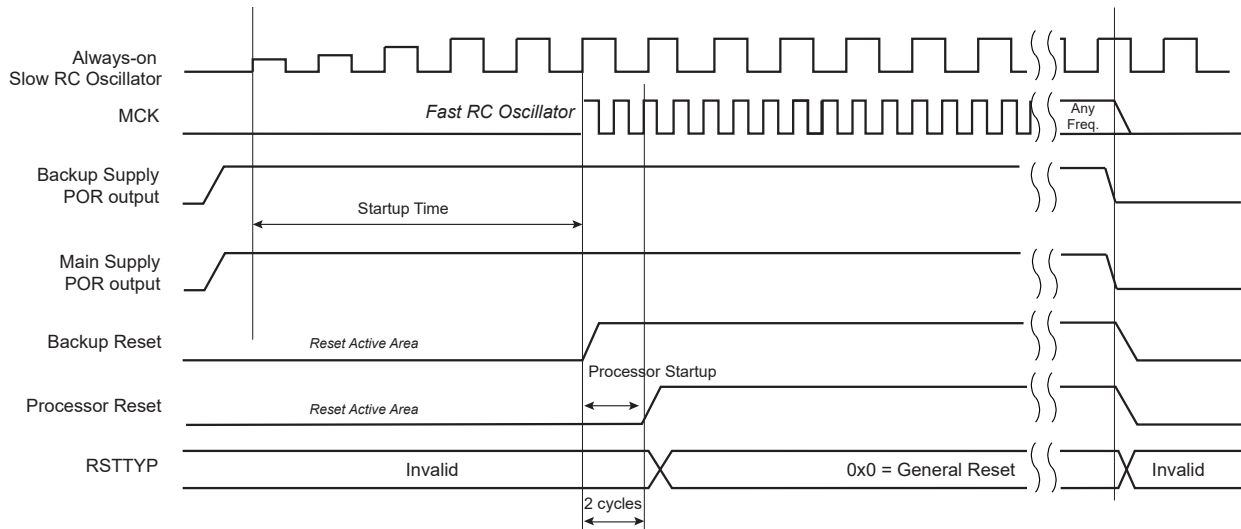 Always-on
Slow RC Oscillator
MCK
Fast RC Oscillator
Any
Freq.
Backup Supply
POR output
Startup Time
Main Supply
POR output
Backup Reset
Reset Active Area
Processor Startup
Processor Reset
Reset Active Area
RSTTYP
Invalid
0x0 = General Reset
Invalid
2 cycles